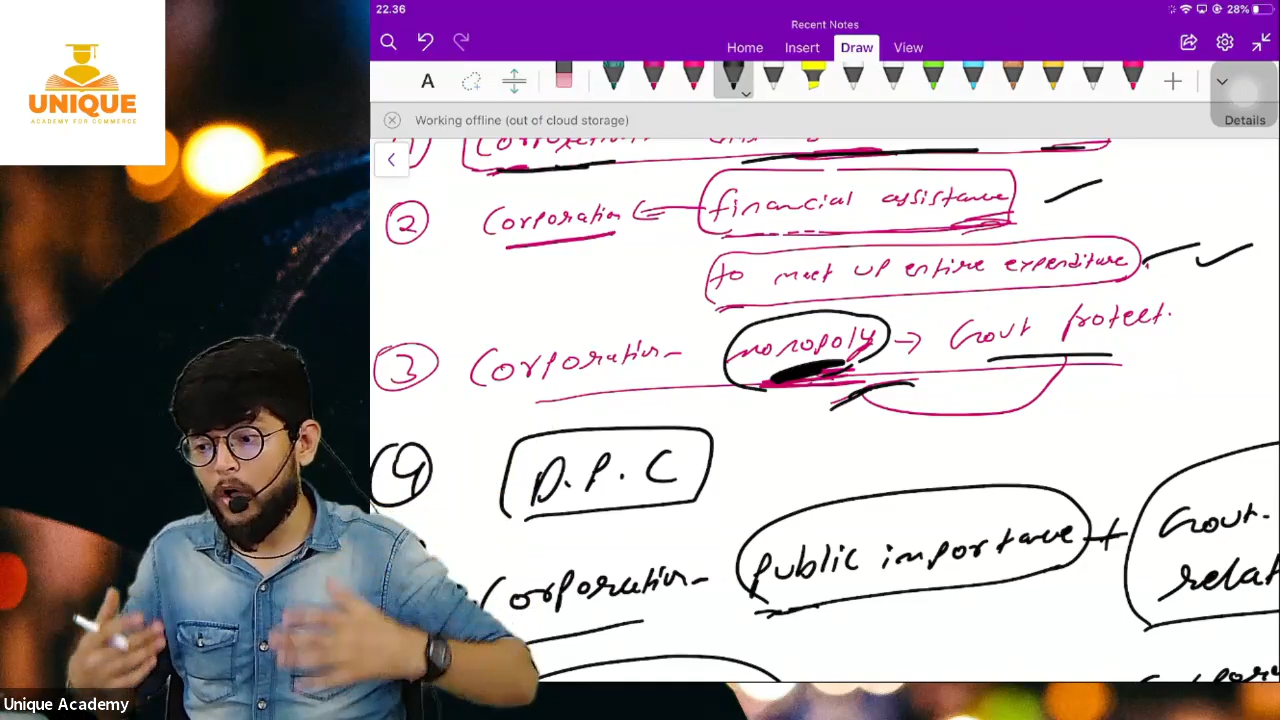 22.36
28%
Recent Notes
Home Insert Draw View
UNIQUE
ACADEMY FOR COMMERCE
A
Working offline (out of cloud storage)
Details
② Corporation financial assistance
to meet up entire expenditure.
③ Corporation monopoly → Govt protect.
④ D.P.C
Corporation public importance + Govt.
relat
Unique Academy